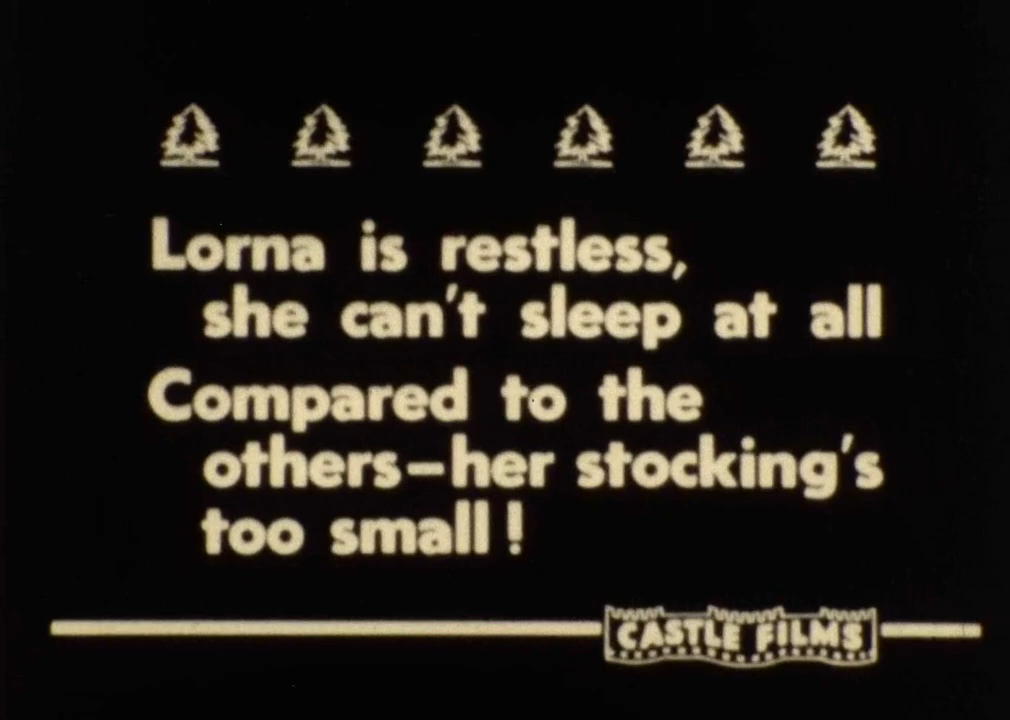 Lorna is restless,
she can't sleep at all
Compared to the
others—her stocking's
too small!
CASTLE FILMS